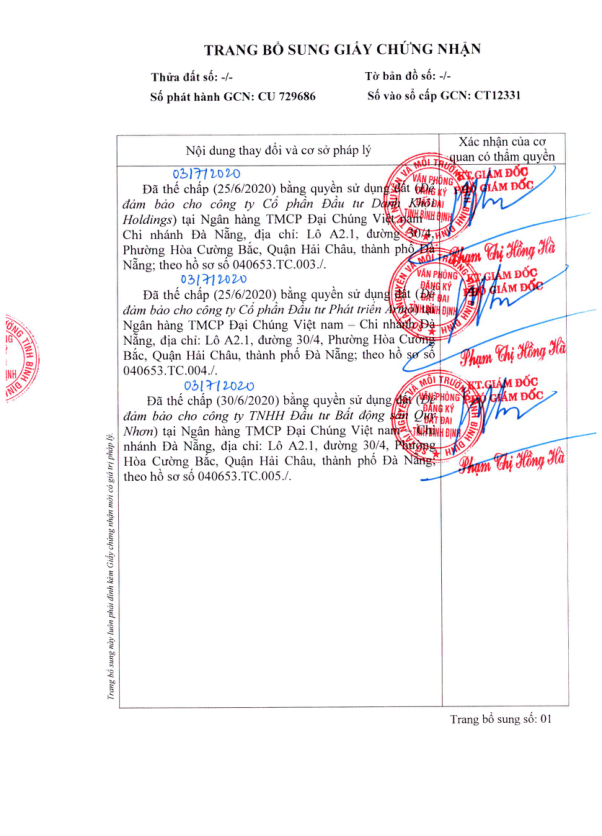 TRANG BỔ SUNG GIẤY CHỨNG NHẬN
Thửa đất số: -/-
Tờ bản đồ số: -/-
Số phát hành GCN: CU 729686
Số vào sổ cấp GCN: CT12331
Nội dung thay đổi và cơ sở pháp lý
Xác nhận của cơ
quan có thẩm quyền
03/7/2020
Đã thế chấp (25/6/2020) bằng quyền sử dụng đất (Để
đảm bảo cho công ty Cổ phần Đầu tư Danh Khôi
Holdings) tại Ngân hàng TMCP Đại Chúng Việt nam –
Chi nhánh Đà Nẵng, địa chỉ: Lô A2.1, đường 30/4,
Phường Hòa Cường Bắc, Quận Hải Châu, thành phố Đà
Nẵng; theo hồ sơ số 040653.TC.003./.
KT.GIÁM ĐỐC
PHÓ GIÁM ĐỐC
VĂN PHÒNG
ĐĂNG KÝ
ĐẤT ĐAI
TỈNH BÌNH ĐỊNH
Phạm Thị Hồng Hà
03/7/2020
Đã thế chấp (25/6/2020) bằng quyền sử dụng đất (Để
đảm bảo cho công ty Cổ phần Đầu tư Phát triển) tại
Ngân hàng TMCP Đại Chúng Việt nam – Chi nhánh Đà
Nẵng, địa chỉ: Lô A2.1, đường 30/4, Phường Hòa Cường
Bắc, Quận Hải Châu, thành phố Đà Nẵng; theo hồ sơ số
040653.TC.004./.
KT.GIÁM ĐỐC
PHÓ GIÁM ĐỐC
VĂN PHÒNG
ĐĂNG KÝ
ĐẤT ĐAI
TỈNH BÌNH ĐỊNH
Phạm Thị Hồng Hà
03/7/2020
Đã thế chấp (30/6/2020) bằng quyền sử dụng đất (Để
đảm bảo cho công ty TNHH Đầu tư Bất động sản Quy
Nhơn) tại Ngân hàng TMCP Đại Chúng Việt nam – Chi
nhánh Đà Nẵng, địa chỉ: Lô A2.1, đường 30/4, Phường
Hòa Cường Bắc, Quận Hải Châu, thành phố Đà Nẵng;
theo hồ sơ số 040653.TC.005./.
KT.GIÁM ĐỐC
PHÓ GIÁM ĐỐC
VĂN PHÒNG
ĐĂNG KÝ
ĐẤT ĐAI
TỈNH BÌNH ĐỊNH
Phạm Thị Hồng Hà
Trang bổ sung này luôn phải đính kèm Giấy chứng nhận mới có giá trị pháp lý.
Trang bổ sung số: 01